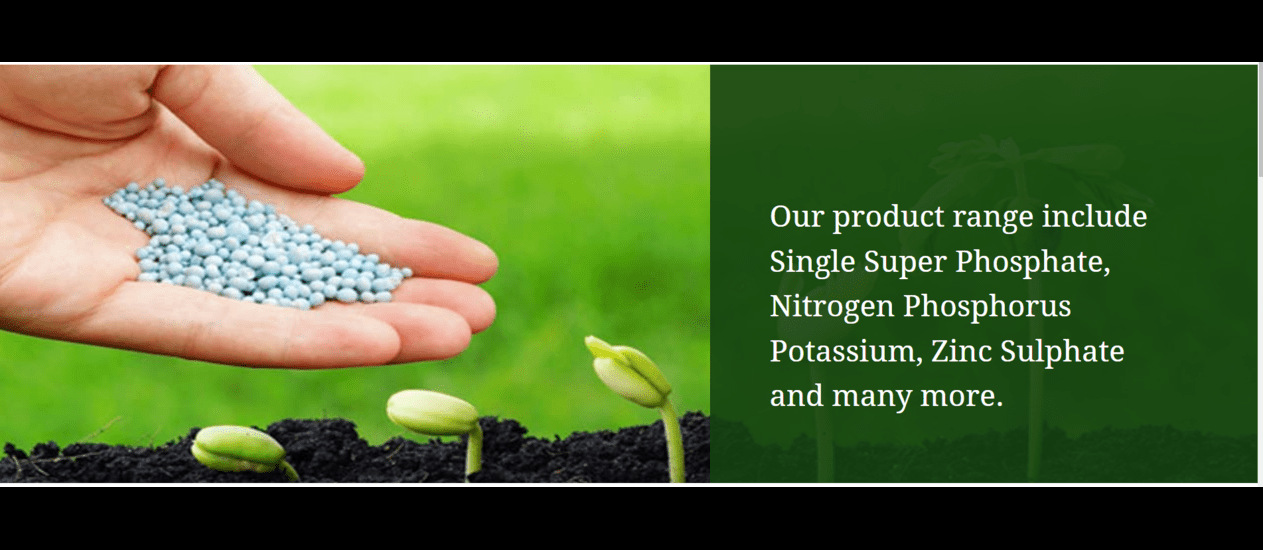 Our product range include
Single Super Phosphate,
Nitrogen Phosphorus
Potassium, Zinc Sulphate
and many more.